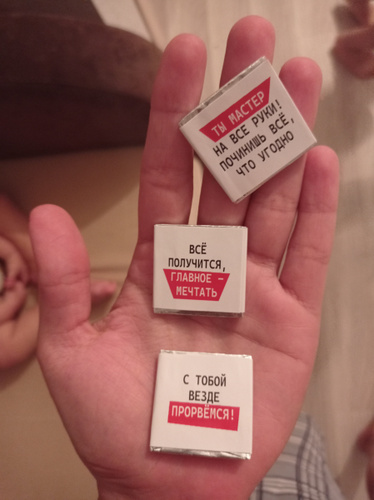 ТЫ МАСТЕР
НА ВСЕ РУКИ!
ПОЧИНИШЬ ВСЁ,
ЧТО УГОДНО
ВСЁ
ПОЛУЧИТСЯ,
ГЛАВНОЕ –
МЕЧТАТЬ
С ТОБОЙ
ВЕЗДЕ
ПРОРВЁМСЯ!